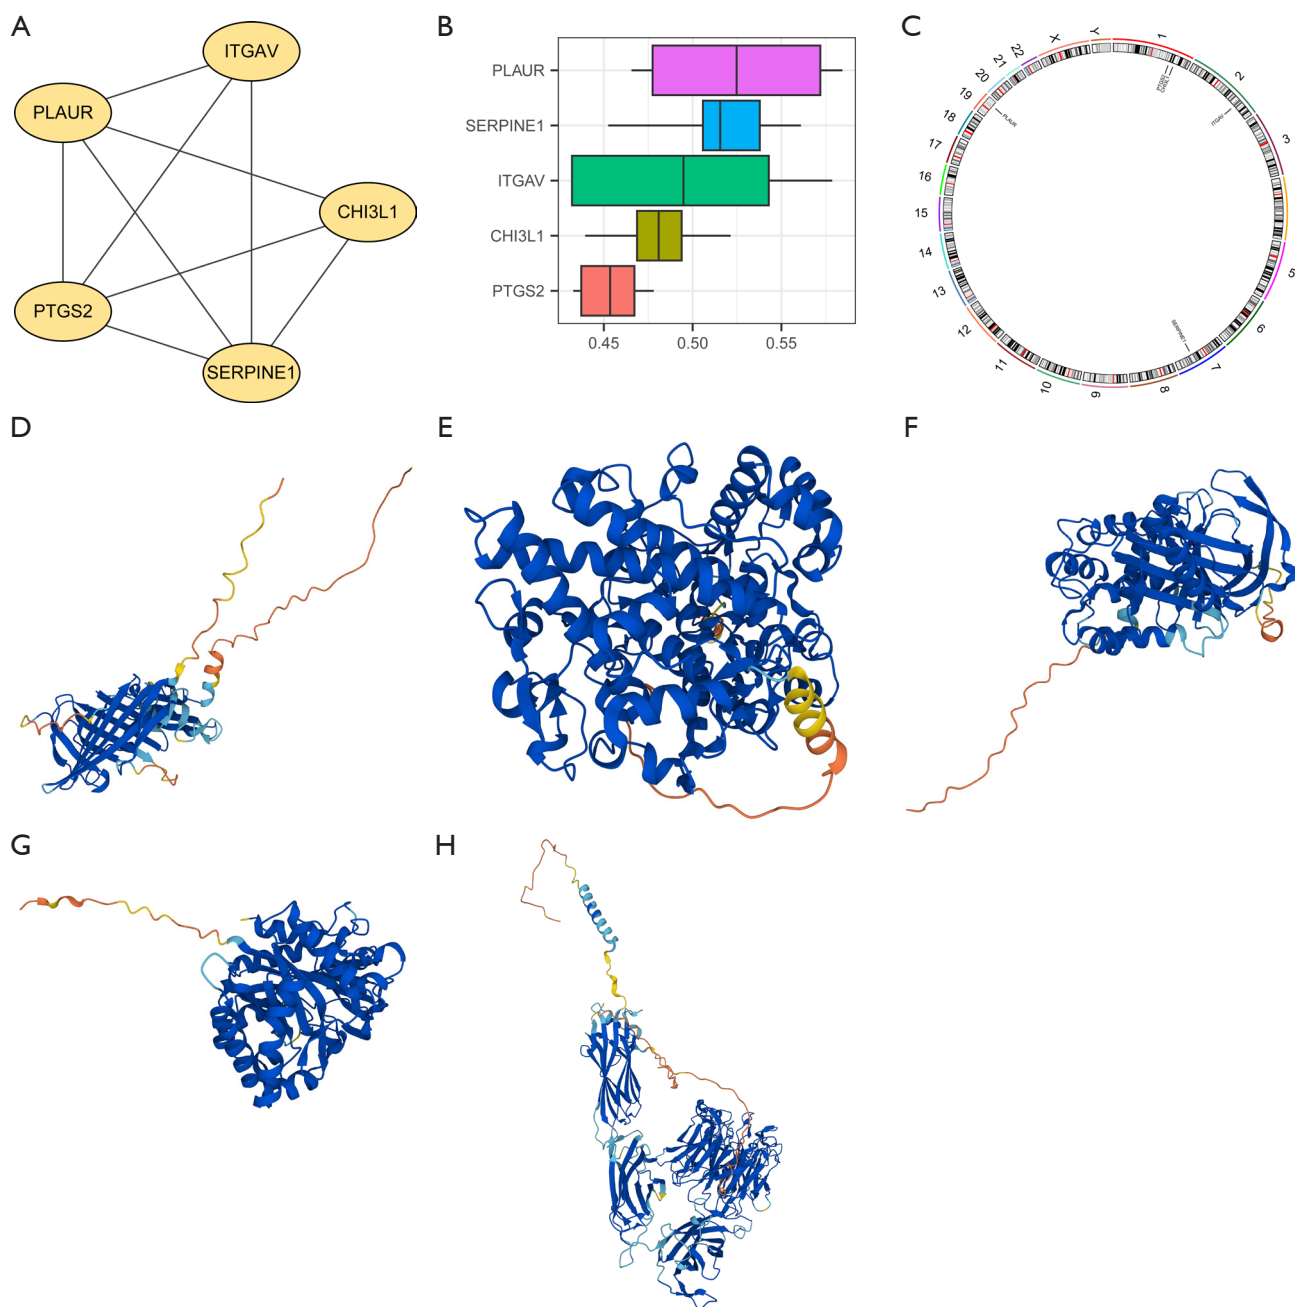 A
ITGAV
PLAUR
CHI3L1
PTGS2
SERPINE1
B
PLAUR
SERPINE1
ITGAV
CHI3L1
PTGS2
0.45
0.50
0.55
C
1
2
3
5
6
7
8
9
10
11
12
13
14
15
16
17
18
19
20
21
22
X
Y
PTGS2
CHI3L1
ITGAV
SERPINE1
PLAUR
D
E
F
G
H